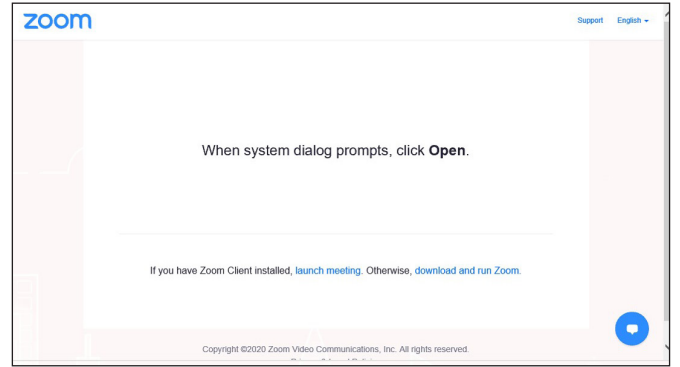 zoom
Support English
When system dialog prompts, click Open.
If you have Zoom Client installed, launch meeting. Otherwise, download and run Zoom.
Copyright ©2020 Zoom Video Communications, Inc. All rights reserved.